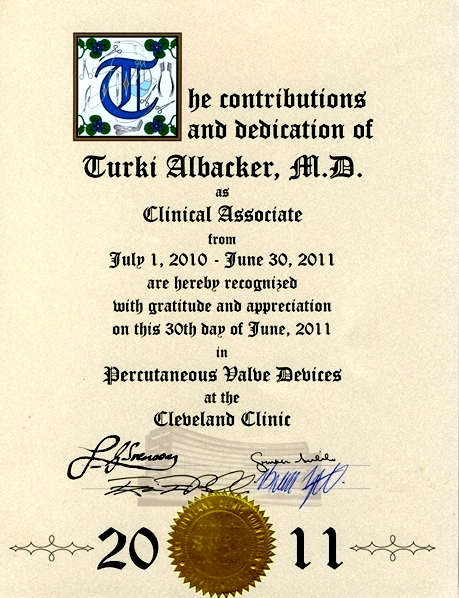 The contributions
and dedication of
Turki Albacker, M.D.
as
Clinical Associate
from
July 1, 2010 - June 30, 2011
are hereby recognized
with gratitude and appreciation
on this 30th day of June, 2011
in
Percutaneous Valve Devices
at the
Cleveland Clinic
2011